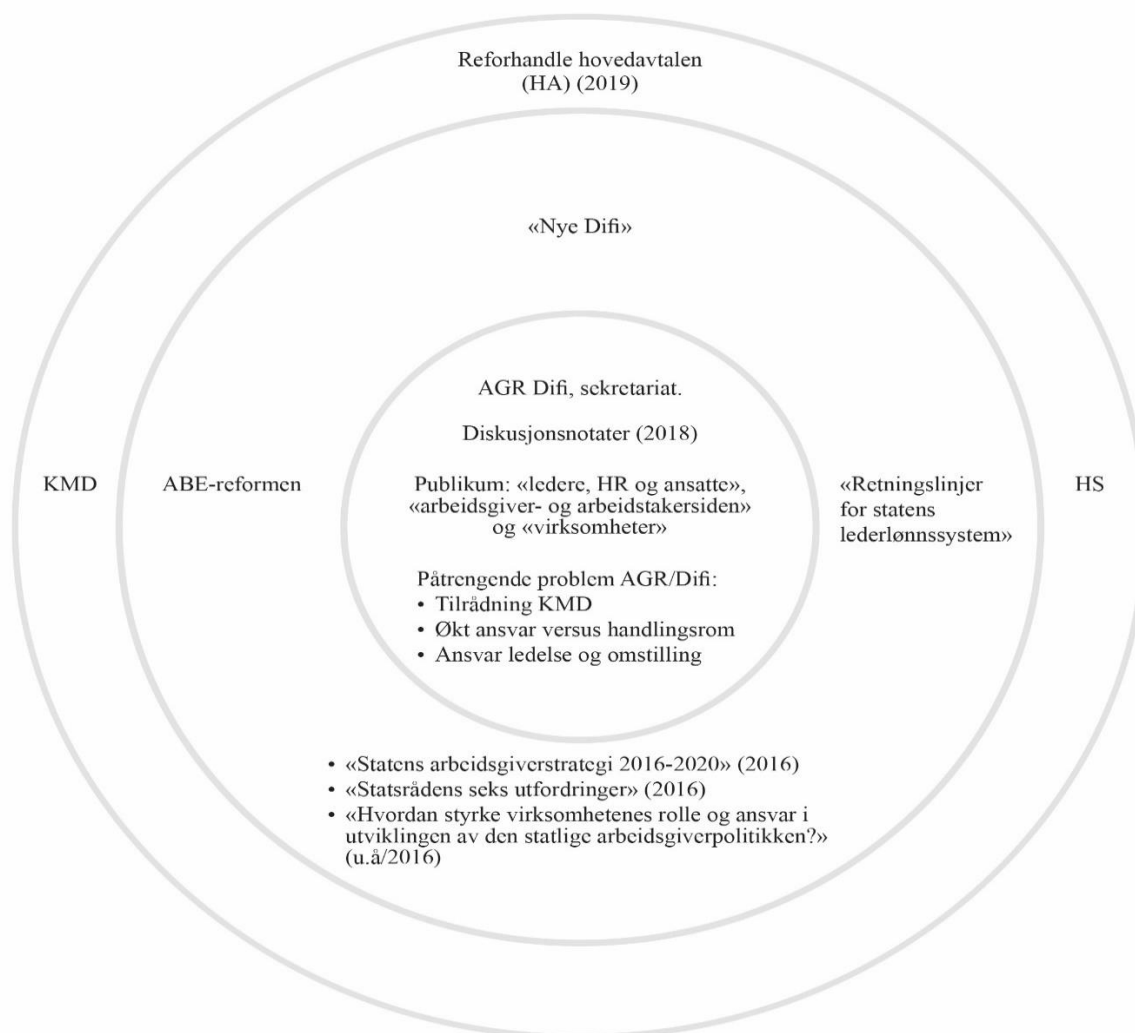 Reforhandle hovedavtalen
(HA) (2019)
«Nye Difi»
AGR Difi, sekretariat.
Diskusjonsnotater (2018)
KMD
ABE-reformen
Publikum: «ledere, HR og ansatte»,
«arbeidsgiver- og arbeidstakersiden»
og «virksomheter»
«Retningslinjer
for statens
lederlønnssystem»
HS
Påtrengende problem AGR/Difi:
• Tilrådning KMD
• Økt ansvar versus handlingsrom
• Ansvar ledelse og omstilling
• «Statens arbeidsgiverstrategi 2016-2020» (2016)
• «Statsrådens seks utfordringer» (2016)
• «Hvordan styrke virksomhetenes rolle og ansvar i
utviklingen av den statlige arbeidsgiverpolitikken?»
(u.å/2016)